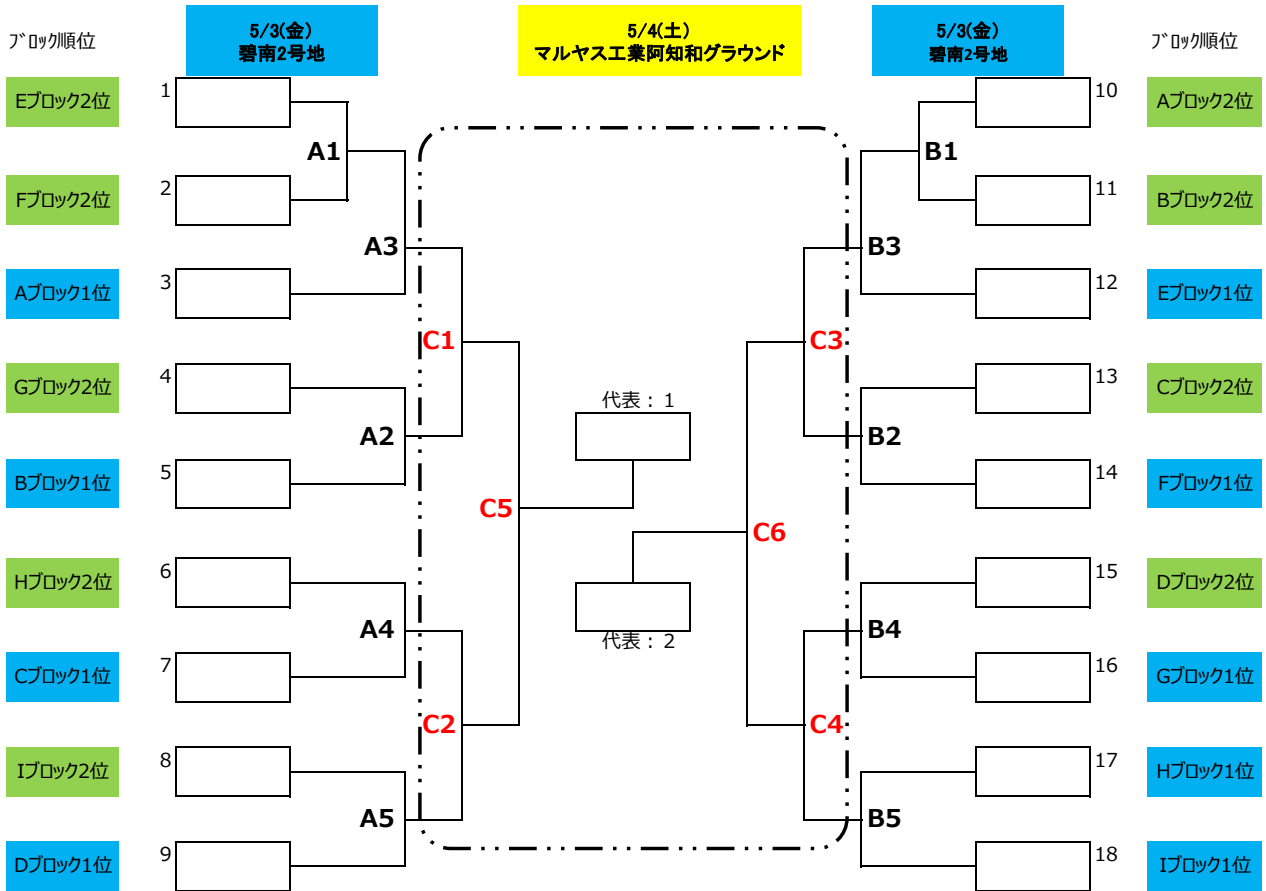 ブロック順位
5/3(金)
碧南2号地
5/4(土)
マルヤス工業阿知和グラウンド
5/3(金)
碧南2号地
ブロック順位
Eブロック2位
1
A1
B1
10
Aブロック2位
Fブロック2位
2
11
Bブロック2位
A3
B3
Aブロック1位
3
12
Eブロック1位
C1
C3
Gブロック2位
4
13
Cブロック2位
代表：1
A2
B2
Bブロック1位
5
14
Fブロック1位
C5
C6
Hブロック2位
6
15
Dブロック2位
A4
代表：2
B4
Cブロック1位
7
16
Gブロック1位
C2
C4
Iブロック2位
8
17
Hブロック1位
A5
B5
Dブロック1位
9
18
Iブロック1位